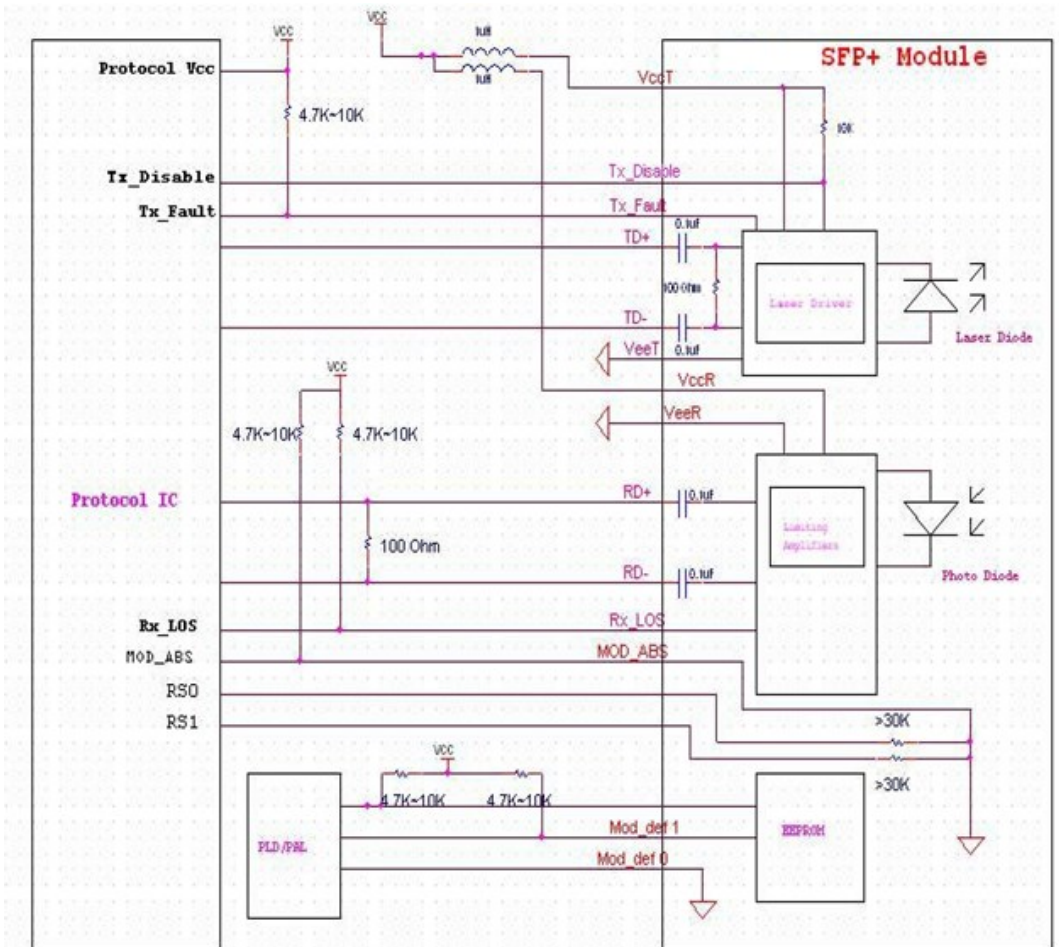 VCC
VCC
1uH
1uH
Protocol Vcc
SFP+ Module
VccT
4.7K~10K
10K
Tx_Disable
Tx_Disable
Tx_Fault
Tx_Fault
TD+
0.1uf
100 Ohm
Laser Driver
TD-
0.1uf
VeeT
Laser Diode
VCC
VccR
VeeR
4.7K~10K
4.7K~10K
Protocol IC
RD+
0.1uf
Limiting
Amplifiers
100 Ohm
RD-
0.1uf
Photo Diode
Rx_LOS
Rx_LOS
MOD_ABS
MOD_ABS
RS0
RS1
>30K
VCC
>30K
4.7K~10K
4.7K~10K
Mod_def 1
EEPROM
PLD/PAL
Mod_def 0